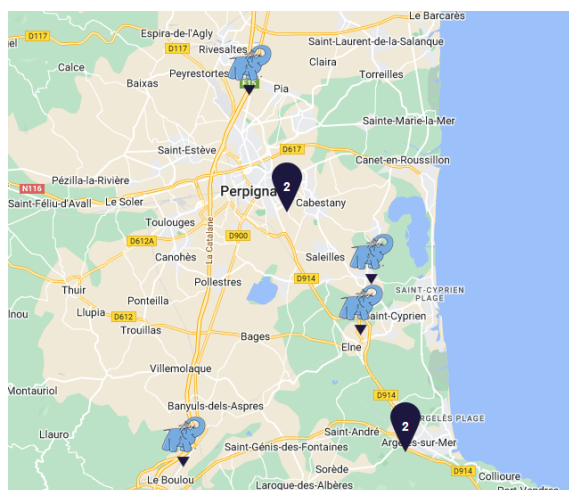 Le Barcarès
Espira-de-l'Agly
D117
D117
Rivesaltes
Saint-Laurent-de-la-Salanque
Calce
Peyrestortes
Claira
Torreilles
Baixas
E15
Pia
Sainte-Marie-la-Mer
Saint-Estève
D617
Canet-en-Roussillon
Pézilla-la-Rivière
N116
Perpigna
2
Saint-Féliu-d'Avall
Le Soler
Cabestany
Toulouges
D612A
D900
La Catalane
Canohès
Saleilles
Thuir
Pollestres
D914
SAINT-CYPRIEN
PLAGE
Ponteilla
Llupia
D612
Saint-Cyprien
Trouillas
Bages
Elne
Villemolaque
Montauriol
D914
Banyuls-dels-Aspres
ARGELÈS PLAGE
2
Llauro
Saint-André
Argelès-sur-Mer
Saint-Génis-des-Fontaines
Sorède
D914
Le Boulou
Laroque-des-Albères
Collioure